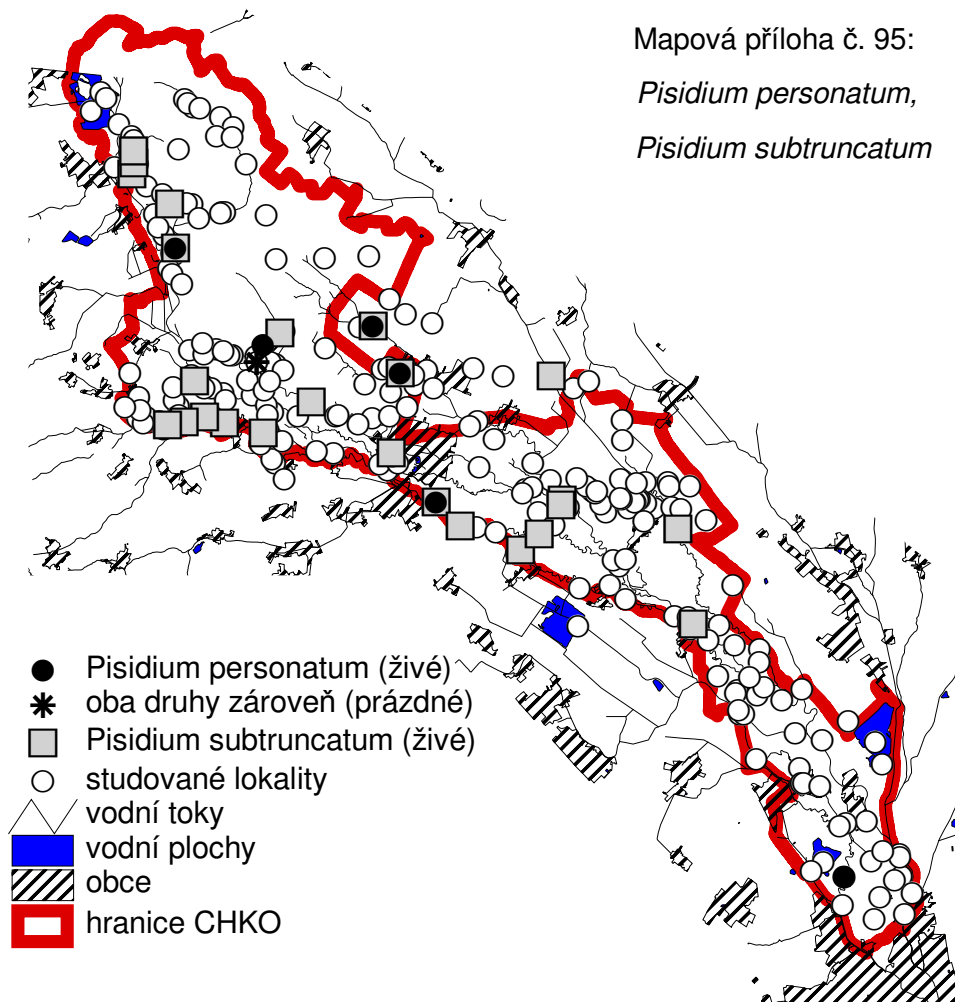 Mapová příloha č. 95:
Pisidium personatum,
Pisidium subtruncatum
Pisidium personatum (živé)
oba druhy zároveň (prázdné)
Pisidium subtruncatum (živé)
studované lokality
vodní toky
vodní plochy
obce
hranice CHKO